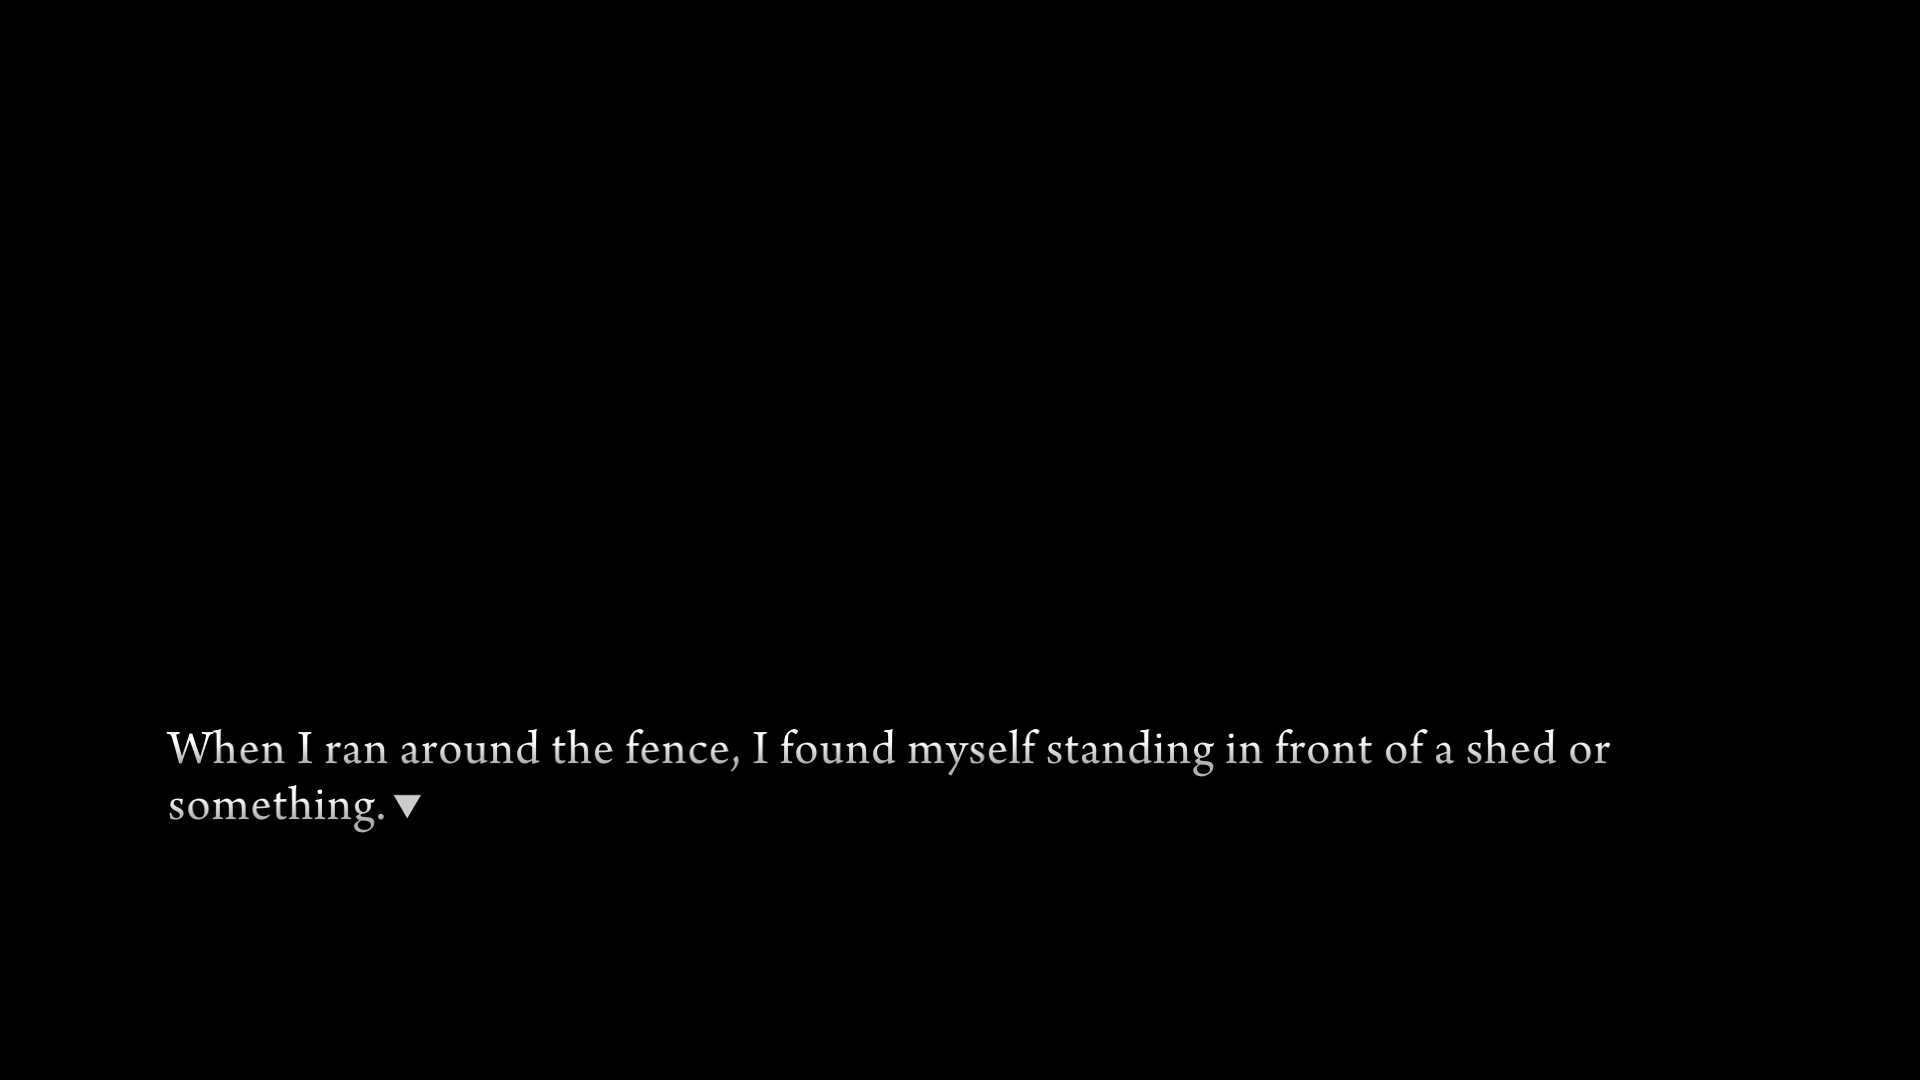 When I ran around the fence, I found myself standing in front of a shed or
something.